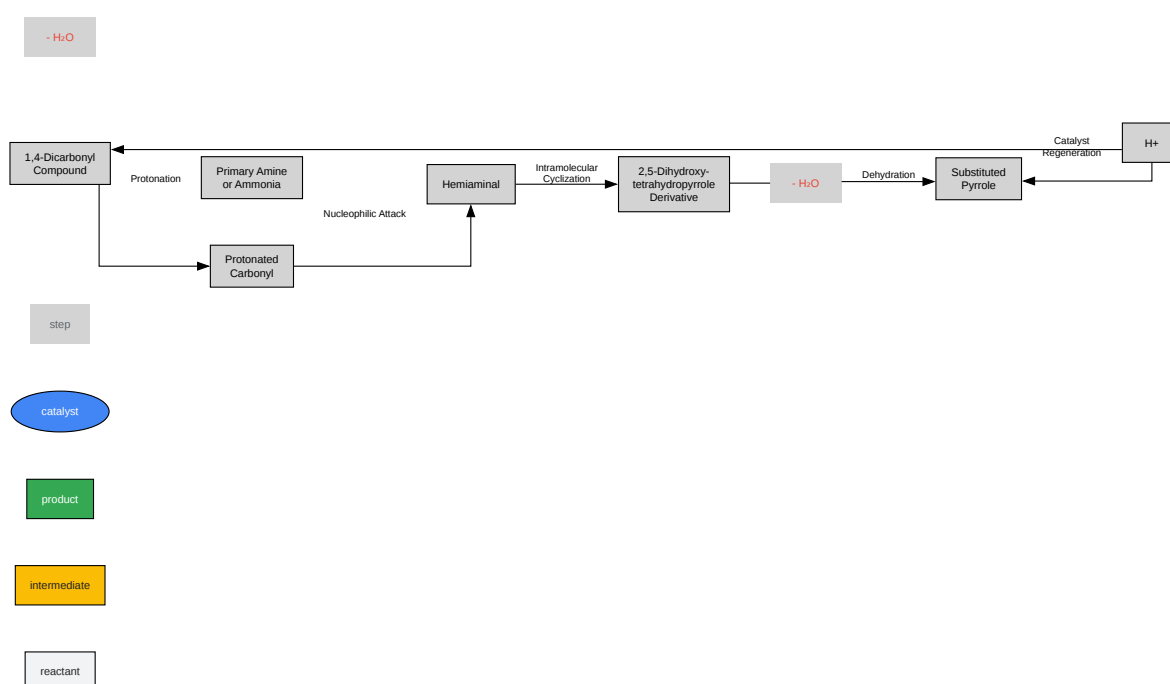 - H₂O
Catalyst
Regeneration
H+
1,4-Dicarbonyl
Compound
Protonation
Primary Amine
or Ammonia
Hemiaminal
Intramolecular
Cyclization
2,5-Dihydroxy-
tetrahydropyrrole
Derivative
- H₂O
Dehydration
Substituted
Pyrrole
Nucleophilic Attack
Protonated
Carbonyl
step
catalyst
product
intermediate
reactant